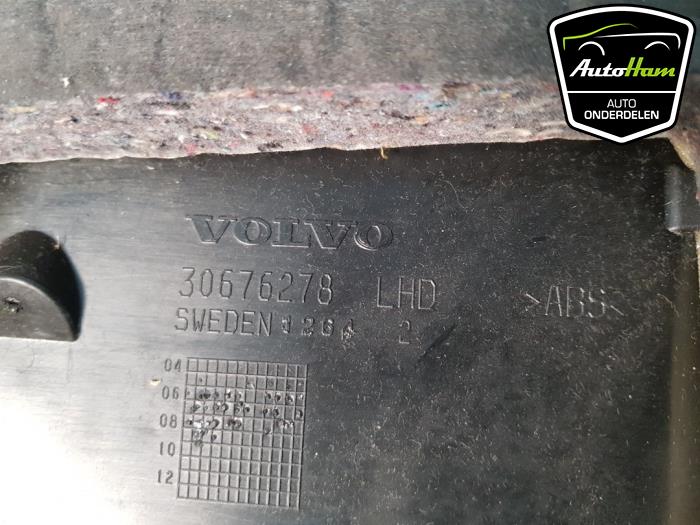 AutoHam
AUTO
ONDERDELEN
VOLVO
30676278 LHD >ABS<
SWEDEN 2
04
06
08
10
12